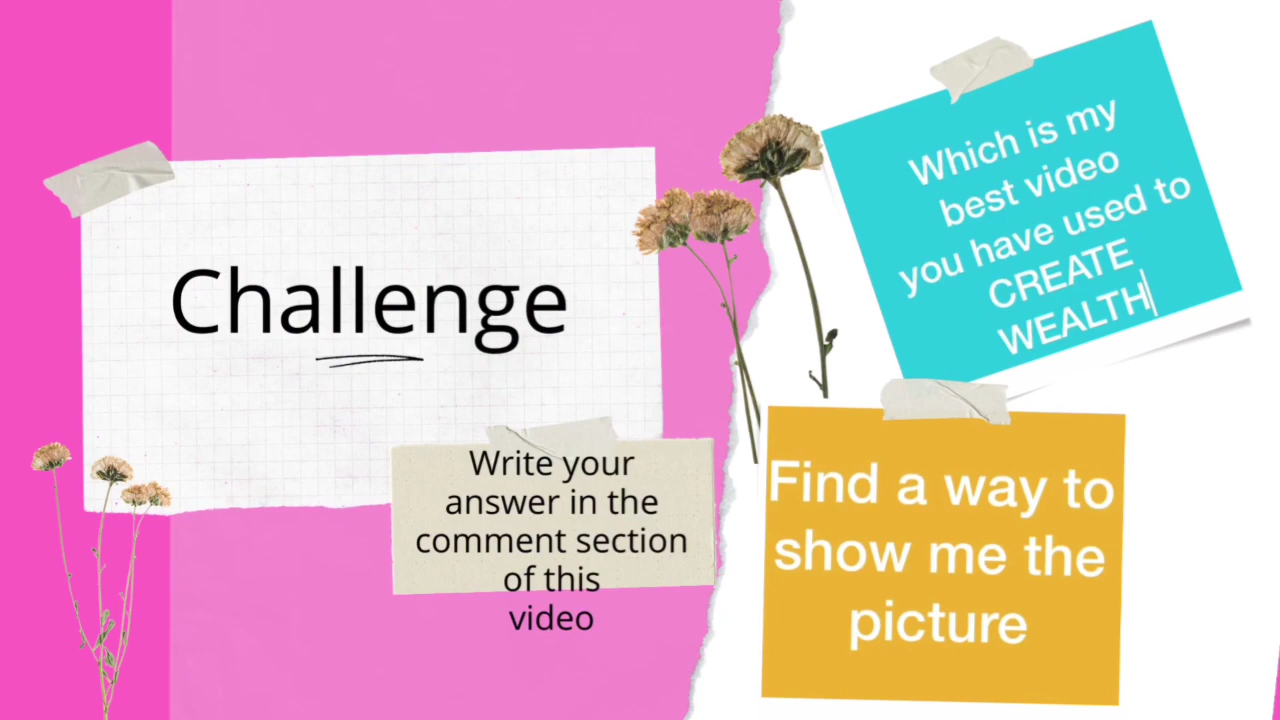 Challenge
Write your
answer in the
comment section
of this
video
Which is my
best video
you have used to
CREATE
WEALTH
Find a way to
show me the
picture